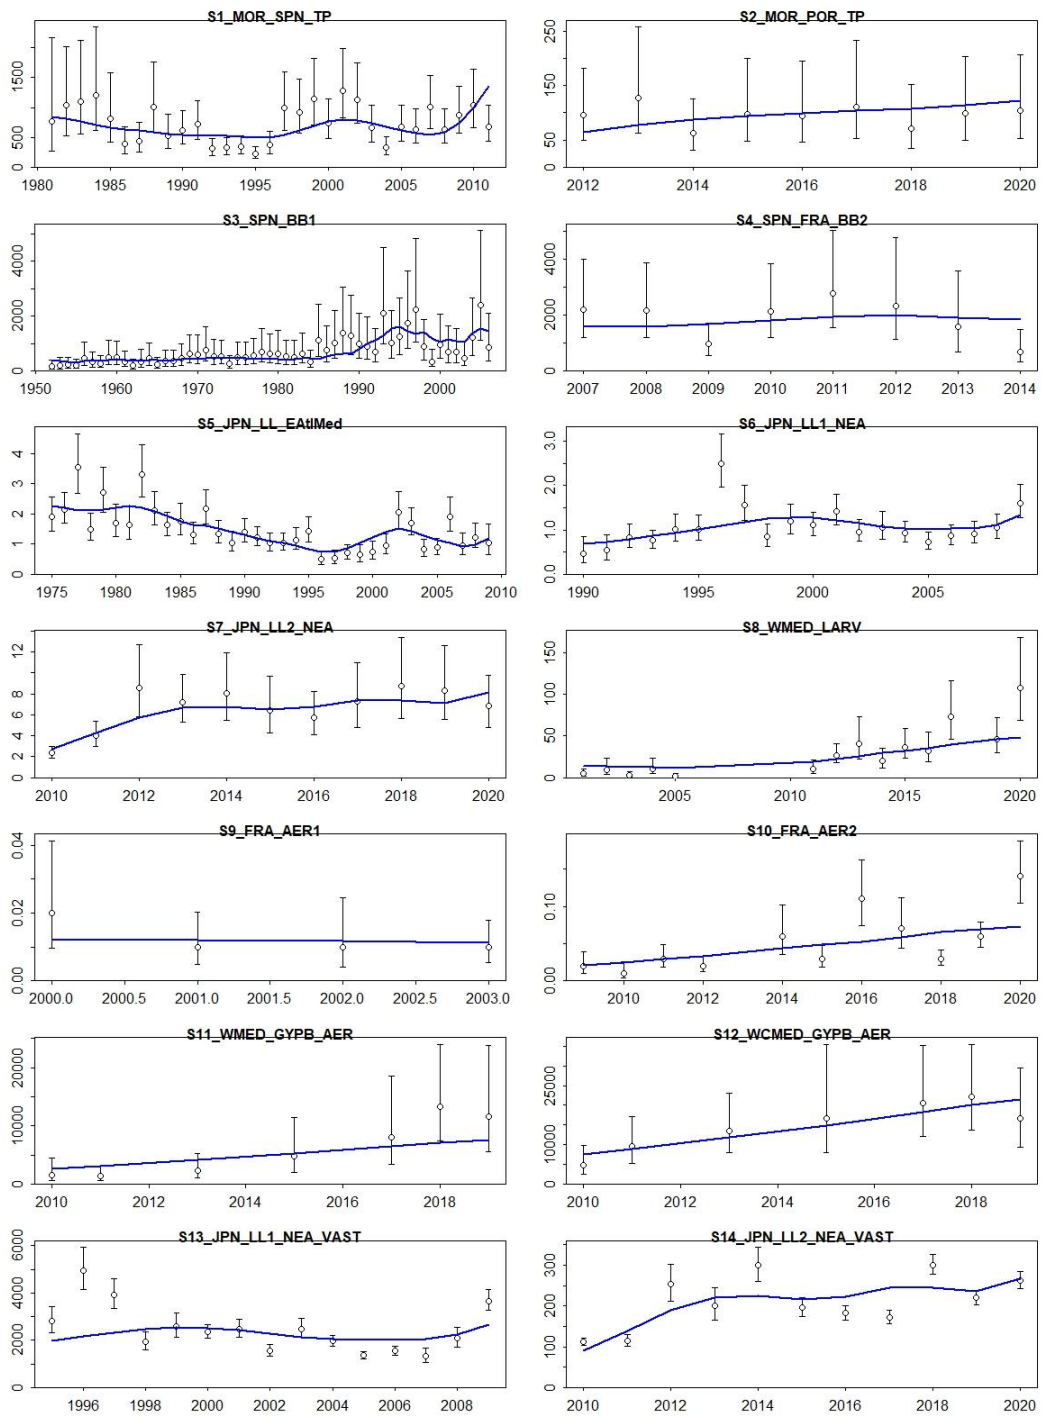 S1_MOR_SPN_TP
1500
500
0
1980 1985 1990 1995 2000 2005 2010
S2_MOR_POR_TP
250
150
50
0
2012 2014 2016 2018 2020
S3_SPN_BB1
4000
2000
0
1950 1960 1970 1980 1990 2000
S4_SPN_FRA_BB2
4000
2000
0
2007 2008 2009 2010 2011 2012 2013 2014
S5_JPN_LL_EAtlMed
4
3
2
1
0
1975 1980 1985 1990 1995 2000 2005 2010
S6_JPN_LL1_NEA
3.0
2.0
1.0
0.0
1990 1995 2000 2005
S7_JPN_LL2_NEA
12
8
6
4
2
0
2010 2012 2014 2016 2018 2020
S8_WMED_LARV
150
100
50
0
2005 2010 2015 2020
S9_FRA_AER1
0.04
0.02
0.00
2000.0 2000.5 2001.0 2001.5 2002.0 2002.5 2003.0
S10_FRA_AER2
0.10
0.00
2010 2012 2014 2016 2018 2020
S11_WMED_GYPB_AER
20000
10000
0
2010 2012 2014 2016 2018
S12_WCMED_GYPB_AER
25000
10000
0
2010 2012 2014 2016 2018
S13_JPN_LL1_NEA_VAST
6000
4000
2000
0
1996 1998 2000 2002 2004 2006 2008
S14_JPN_LL2_NEA_VAST
300
200
100
0
2010 2012 2014 2016 2018 2020